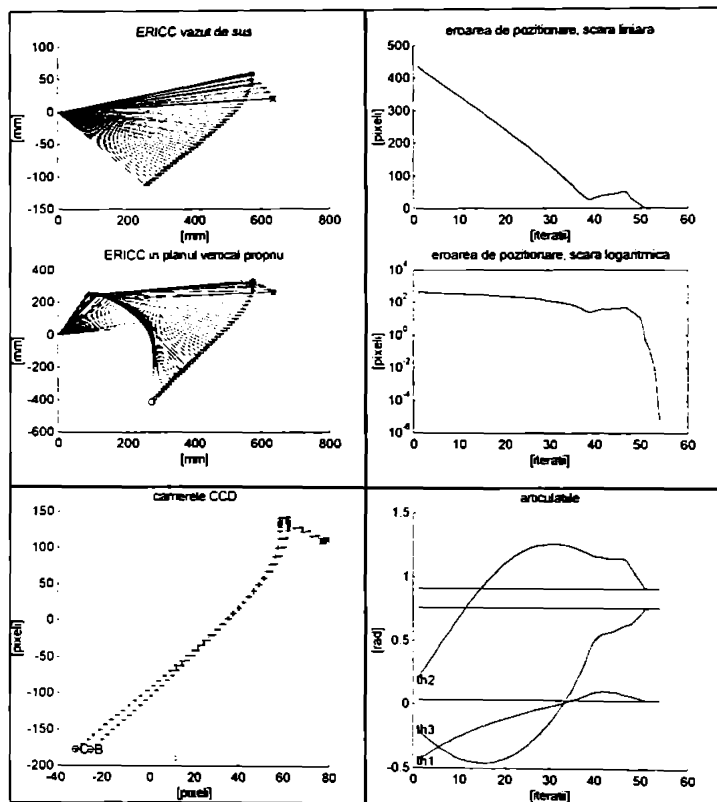 ERICC vazut de sus
100
50
0
-50
-100
-150
[mm]
0 200 400 600 800
[mm]
eroarea de pozitionare, scara liniara
500
400
300
200
100
0
[pixeli]
0 10 20 30 40 50 60
[iteratii]
ERICC in planul vertical propriu
400
200
0
-200
-400
-600
[mm]
0 200 400 600 800
[mm]
eroarea de pozitionare, scara logaritmica
10^4
10^2
10^0
10^-2
10^-4
10^-6
[pixeli]
0 10 20 30 40 50 60
[iteratii]
camerele CCD
150
100
50
0
-50
-100
-150
-200
[pixeli]
-40 -20 0 20 40 60 80
[pixeli]
articulatiile
1.5
1
0.5
0
-0.5
[rad]
th2
th3
th1
0 10 20 30 40 50 60
[iteratii]